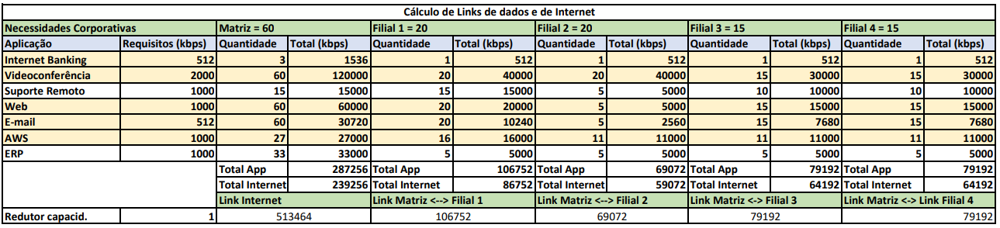 Cálculo de Links de dados e de Internet
Necessidades Corporativas Matriz = 60 Filial 1 = 20 Filial 2 = 20 Filial 3 = 15 Filial 4 = 15
Aplicação Requisitos (kbps) Quantidade Total (kbps) Quantidade Total (kbps) Quantidade Total (kbps) Quantidade Total (kbps) Quantidade Total (kbps)
Internet Banking 512 3 1536 1 512 1 512 1 512 1 512
Videoconferência 2000 60 120000 20 40000 20 40000 15 30000 15 30000
Suporte Remoto 1000 15 15000 15 15000 5 5000 10 10000 10 10000
Web 1000 60 60000 20 20000 5 5000 15 15000 15 15000
E-mail 512 60 30720 20 10240 5 2560 15 7680 15 7680
AWS 1000 27 27000 16 16000 11 11000 11 11000 11 11000
ERP 1000 33 33000 5 5000 5 5000 5 5000 5 5000
Total App 287256 Total App 106752 Total App 69072 Total App 79192 Total App 79192
Total Internet 239256 Total Internet 86752 Total Internet 59072 Total Internet 64192 Total Internet 64192
Link Internet Link Matriz <--> Filial 1 Link Matriz <--> Filial 2 Link Matriz <-> Filial 3 Link Matriz <-> Link Filial 4
Redutor capacid. 1 513464 106752 69072 79192 79192